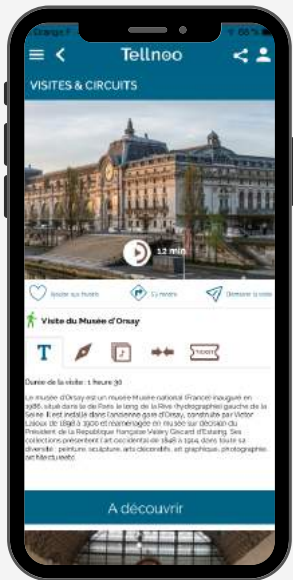 Orange F
66 %
Tellnoo
VISITES & CIRCUITS
12 min
Ajouter aux favoris
S'y rendre
Démarrer la visite
Visite du Musée d'Orsay
T
TICKET
Durée de la visite : 1 heure 30
Le musée d'Orsay est un musée Musée national (France) inauguré en
1986, situé dans le de Paris le long de la Rive (hydrographie) gauche de la
Seine. Il est installé dans l'ancienne gare d'Orsay, construite par Victor
Laloux de 1898 à 1900 et réaménagée en musée sur décision du
Président de la République française Valéry Giscard d'Estaing. Ses
collections présentent l'art occidental de 1848 à 1914, dans toute sa
diversité : peinture, sculpture, arts décoratifs, art graphique, photographie,
architecture
A découvrir